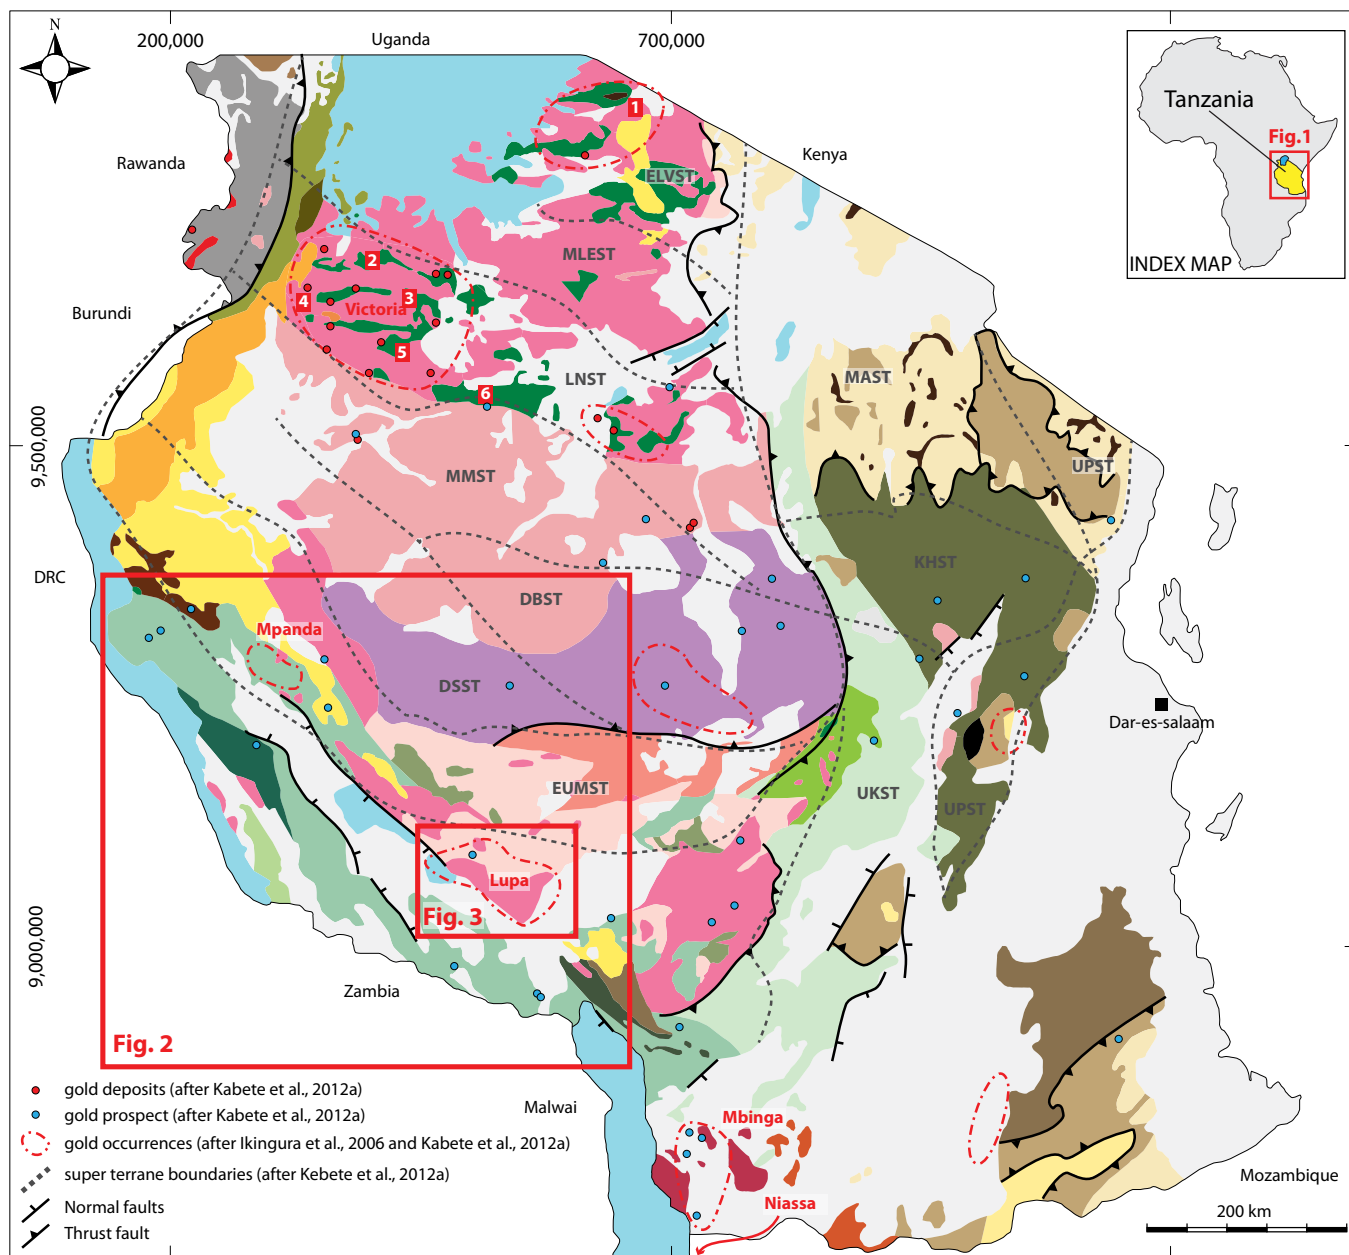 200,000
Uganda
700,000
N
Tanzania
Fig.1
INDEX MAP
1
Rawanda
Kenya
ELVST
2
MLEST
4
3
Victoria
Burundi
5
LNST
6
MAST
9,500,000
UPST
MMST
KHST
DRC
DBST
Mpanda
DSST
Dar-es-salaam
EUMST
UKST
UPST
Lupa
Fig. 3
9,000,000
Zambia
Fig. 2
gold deposits (after Kabete et al., 2012a)
gold prospect (after Kabete et al., 2012a)
gold occurrences (after Ikingura et al., 2006 and Kabete et al., 2012a)
super terrane boundaries (after Kebete et al., 2012a)
Normal faults
Thrust fault
Malwai
Mbinga
Niassa
Mozambique
200 km